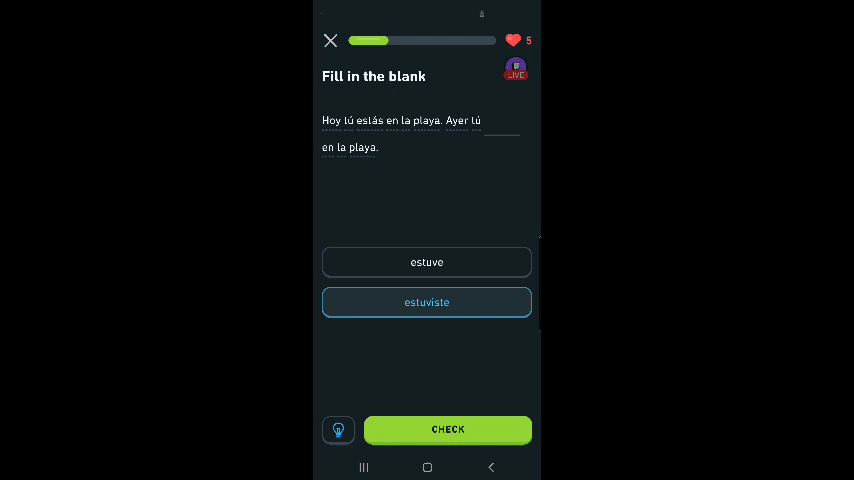 5
Fill in the blank
LIVE
Hoy tú estás en la playa. Ayer tú
en la playa.
estuve
estuviste
CHECK